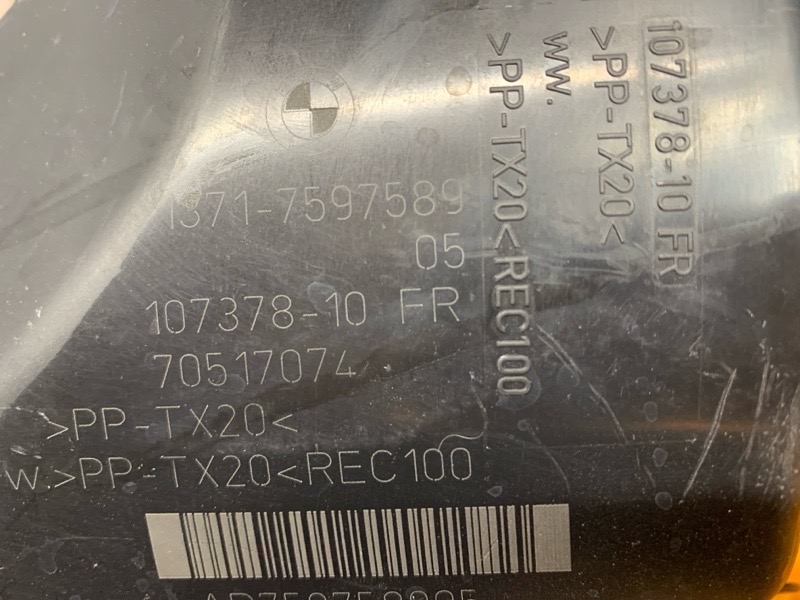 1371-7597589
05
107378-10 FR
70517074
>PP-TX20<
W.>PP-TX20<REC100
107378-10 FR
>PP-TX20<
WW.
>PP-TX20<REC100